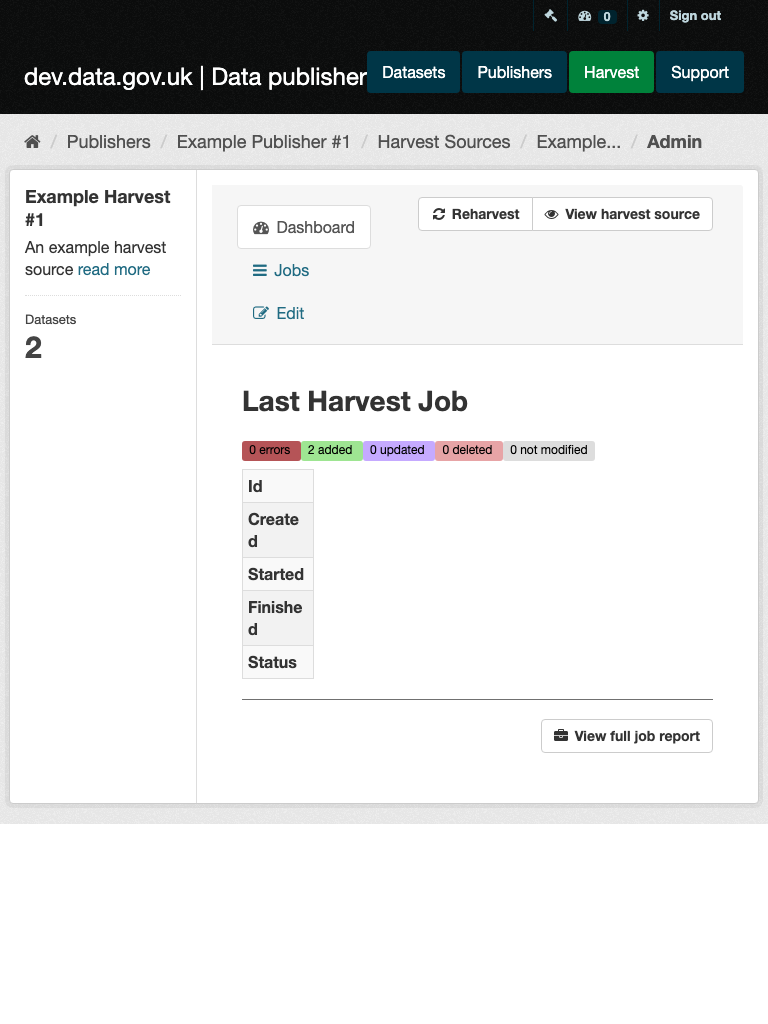 0 Sign out
dev.data.gov.uk | Data publisher Datasets Publishers Harvest Support
/ Publishers / Example Publisher #1 / Harvest Sources / Example... / Admin
Example Harvest
#1
An example harvest
source read more
Datasets
2
Dashboard
Reharvest View harvest source
Jobs
Edit
Last Harvest Job
0 errors 2 added 0 updated 0 deleted 0 not modified
Id
Create
d
Started
Finishe
d
Status
View full job report